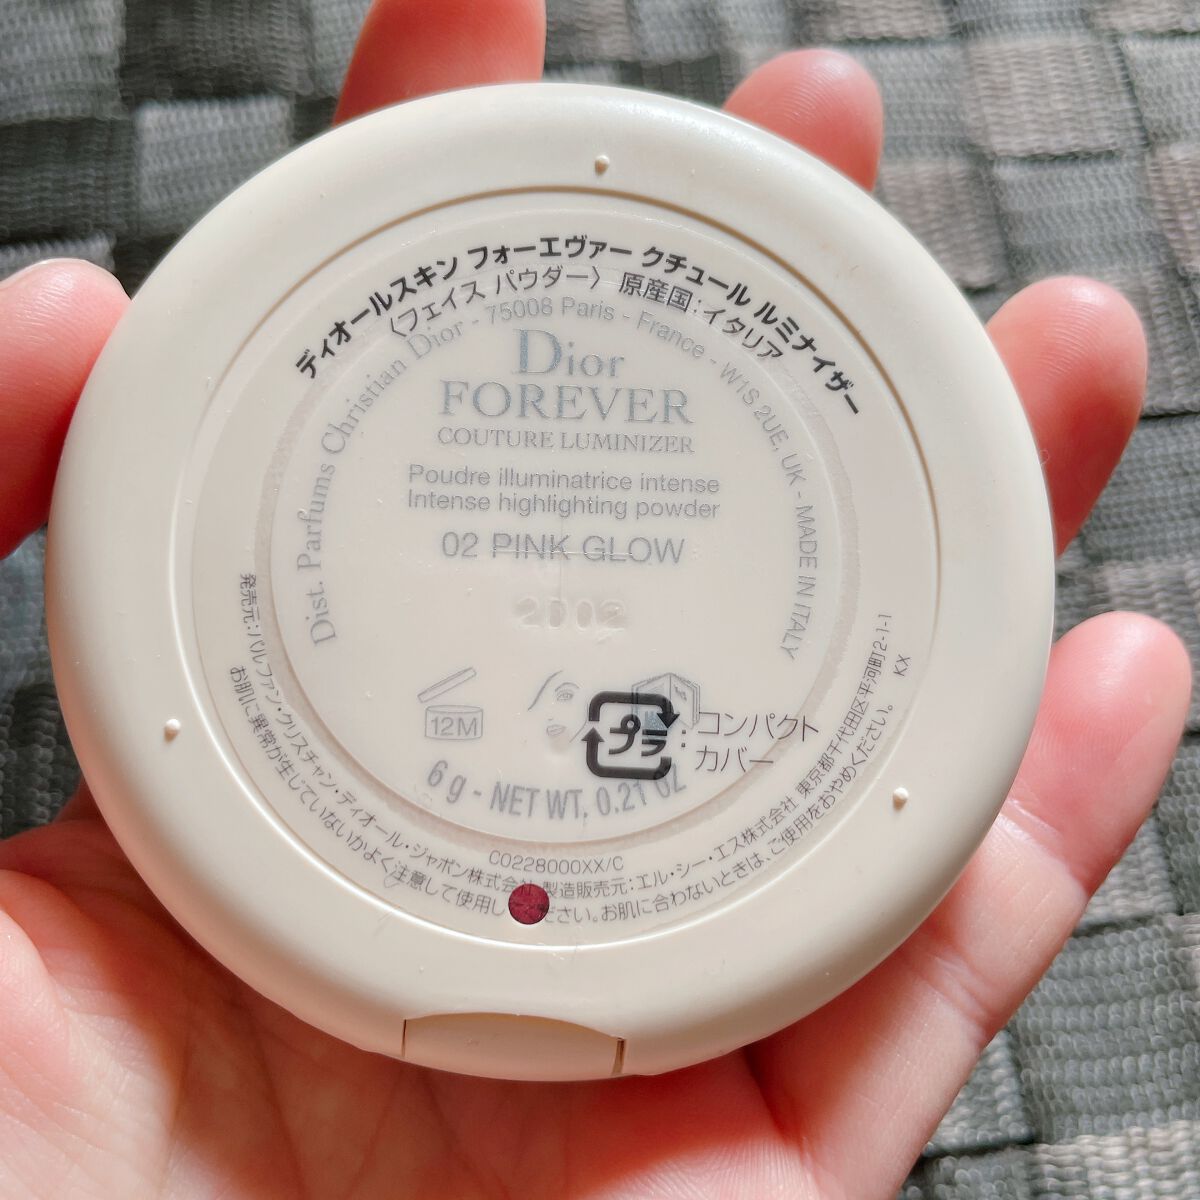 ディオールスキン フォーエヴァー クチュール ルミナイザー
〈フェイス パウダー〉 原産国:イタリア
Dist. Parfums Christian Dior - 75008 Paris - France - W1S 2UE, UK - MADE IN ITALY
Dior
FOREVER
COUTURE LUMINIZER
Poudre illuminatrice intense
Intense highlighting powder
02 PINK GLOW
2D02
12M
プラ
: コンパクト
カバー
6 g - NET WT. 0.21 OZ
C0228000XX/C
発売元:パルファン・クリスチャン・ディオール・ジャポン株式会社 製造販売元:エル・シー・エス株式会社 東京都千代田区平河町2-1-1
お肌に異常が生じていないかよく注意して使用しください。お肌に合わないときは、ご使用をおやめください。 KX